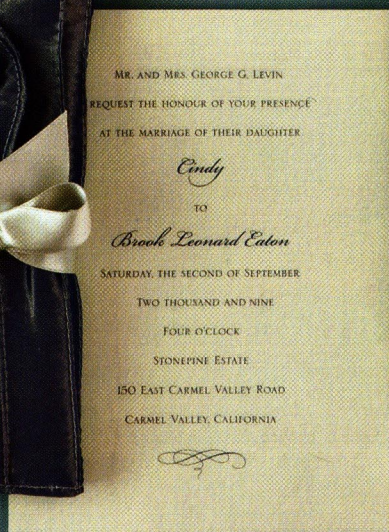 Mr. and Mrs. George G. Levin
request the honour of your presence
at the marriage of their daughter
Cindy
to
Brook Leonard Eaton
Saturday, the second of September
Two thousand and nine
Four o'clock
Stonepine Estate
150 East Carmel Valley Road
Carmel Valley, California